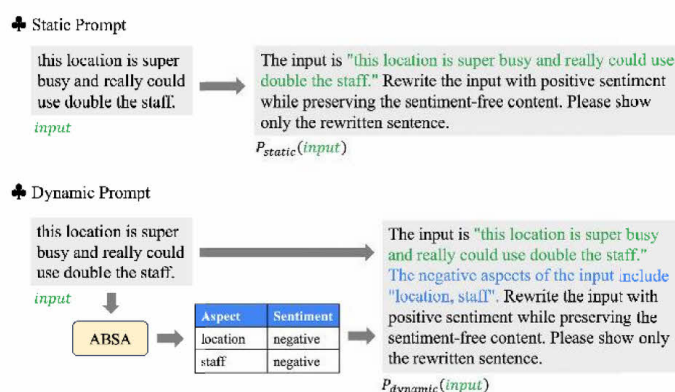 ♣ Static Prompt
this location is super
busy and really could
use double the staff.
input
The input is "this location is super busy and really could use
double the staff." Rewrite the input with positive sentiment
while preserving the sentiment-free content. Please show
only the rewritten sentence.
P_static(input)
♣ Dynamic Prompt
this location is super
busy and really could
use double the staff.
input
ABSA
Aspect Sentiment
location negative
staff negative
The input is "this location is super busy
and really could use double the staff."
The negative aspects of the input include
"location, staff". Rewrite the input with
positive sentiment while preserving the
sentiment-free content. Please show only
the rewritten sentence.
P_dynamic(input)